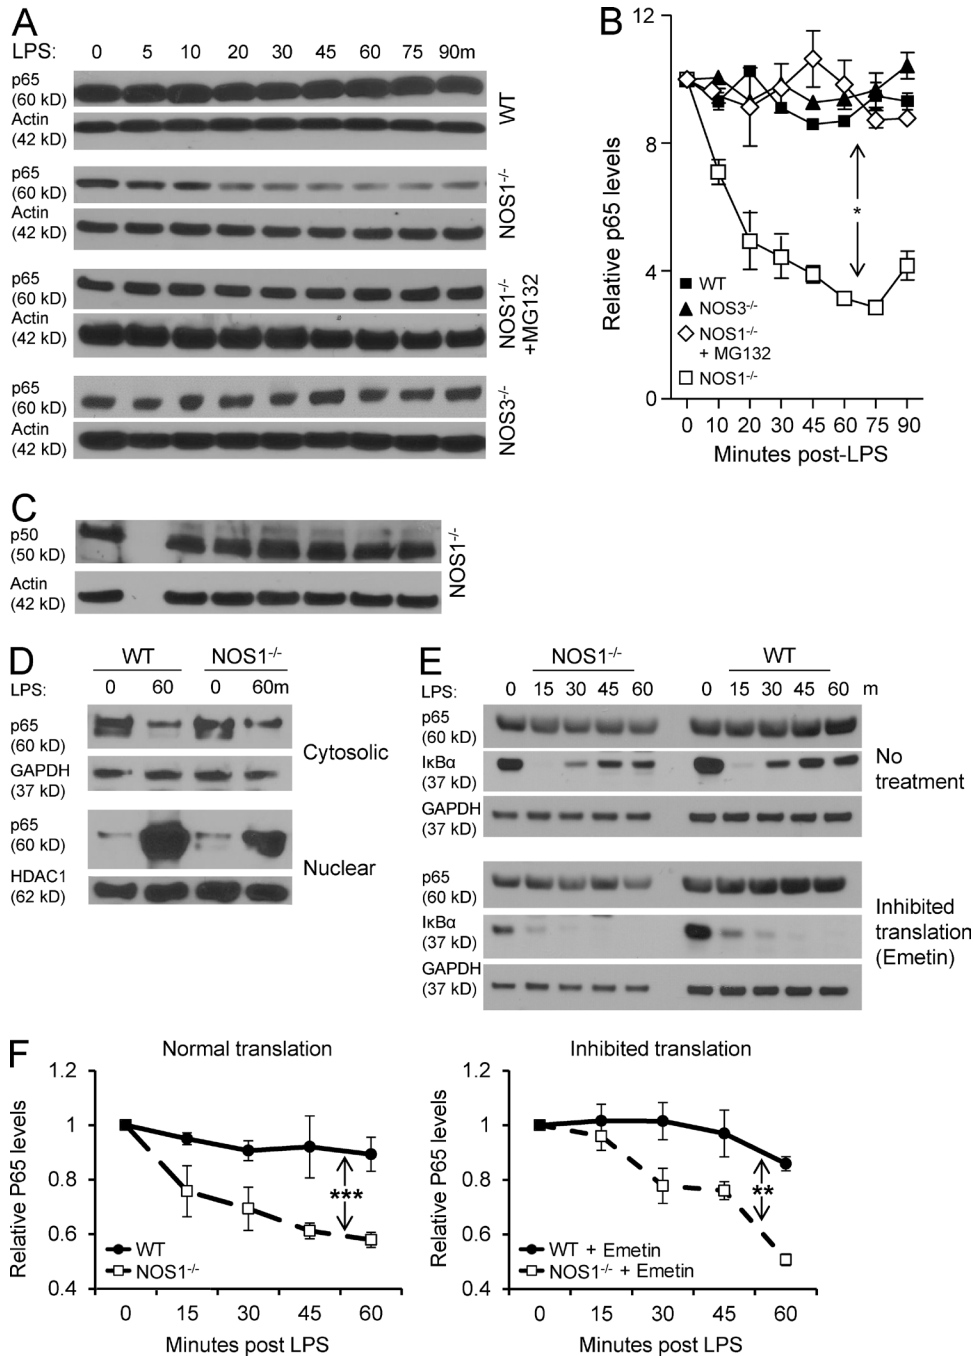 A
LPS: 0 5 10 20 30 45 60 75 90m
p65
(60 kD)
Actin
(42 kD)
WT
p65
(60 kD)
Actin
(42 kD)
NOS1-/-
p65
(60 kD)
Actin
(42 kD)
NOS1-/-
+MG132
p65
(60 kD)
Actin
(42 kD)
NOS3-/-
B
12
8
4
0
Relative p65 levels
*
WT
NOS3-/-
NOS1-/-
+ MG132
NOS1-/-
0 10 20 30 45 60 75 90
Minutes post-LPS
C
p50
(50 kD)
Actin
(42 kD)
NOS1-/-
D
WT NOS1-/-
LPS: 0 60 0 60m
p65
(60 kD)
GAPDH
(37 kD)
Cytosolic
p65
(60 kD)
HDAC1
(62 kD)
Nuclear
E
NOS1-/- WT
LPS: 0 15 30 45 60 0 15 30 45 60 m
p65
(60 kD)
IκBα
(37 kD)
GAPDH
(37 kD)
No
treatment
p65
(60 kD)
IκBα
(37 kD)
GAPDH
(37 kD)
Inhibited
translation
(Emetin)
F
Normal translation
1.2
1
0.8
0.6
0.4
Relative P65 levels
***
WT
NOS1-/-
0 15 30 45 60
Minutes post LPS
Inhibited translation
1.2
1
0.8
0.6
0.4
Relative P65 levels
**
WT + Emetin
NOS1-/- + Emetin
0 15 30 45 60
Minutes post LPS